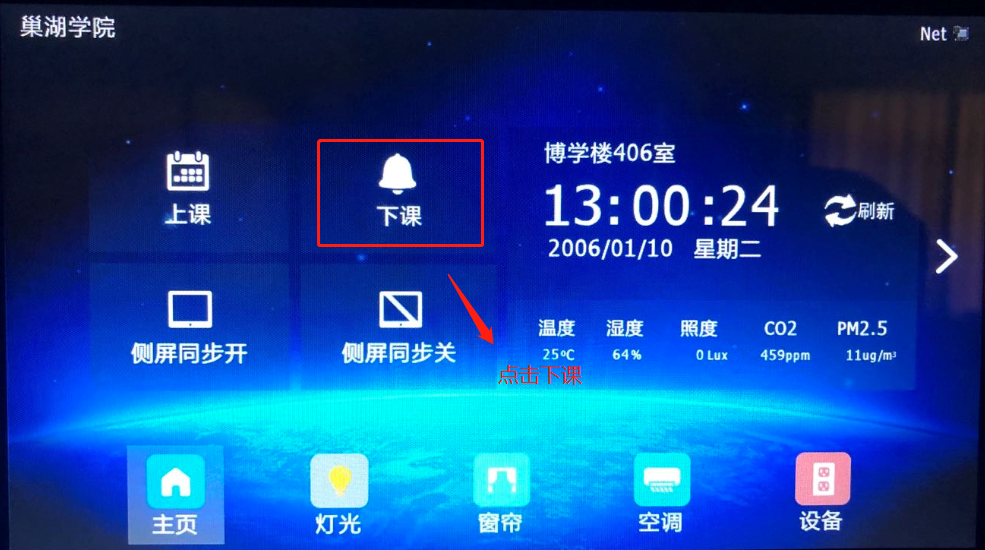 巢湖学院
Net
上课
下课
侧屏同步开
侧屏同步关
博学楼406室
13:00:24
刷新
2006/01/10 星期二
温度 湿度 照度 CO2 PM2.5
25℃ 64% 0 Lux 459ppm 11ug/m³
点击下课
主页 灯光 窗帘 空调 设备